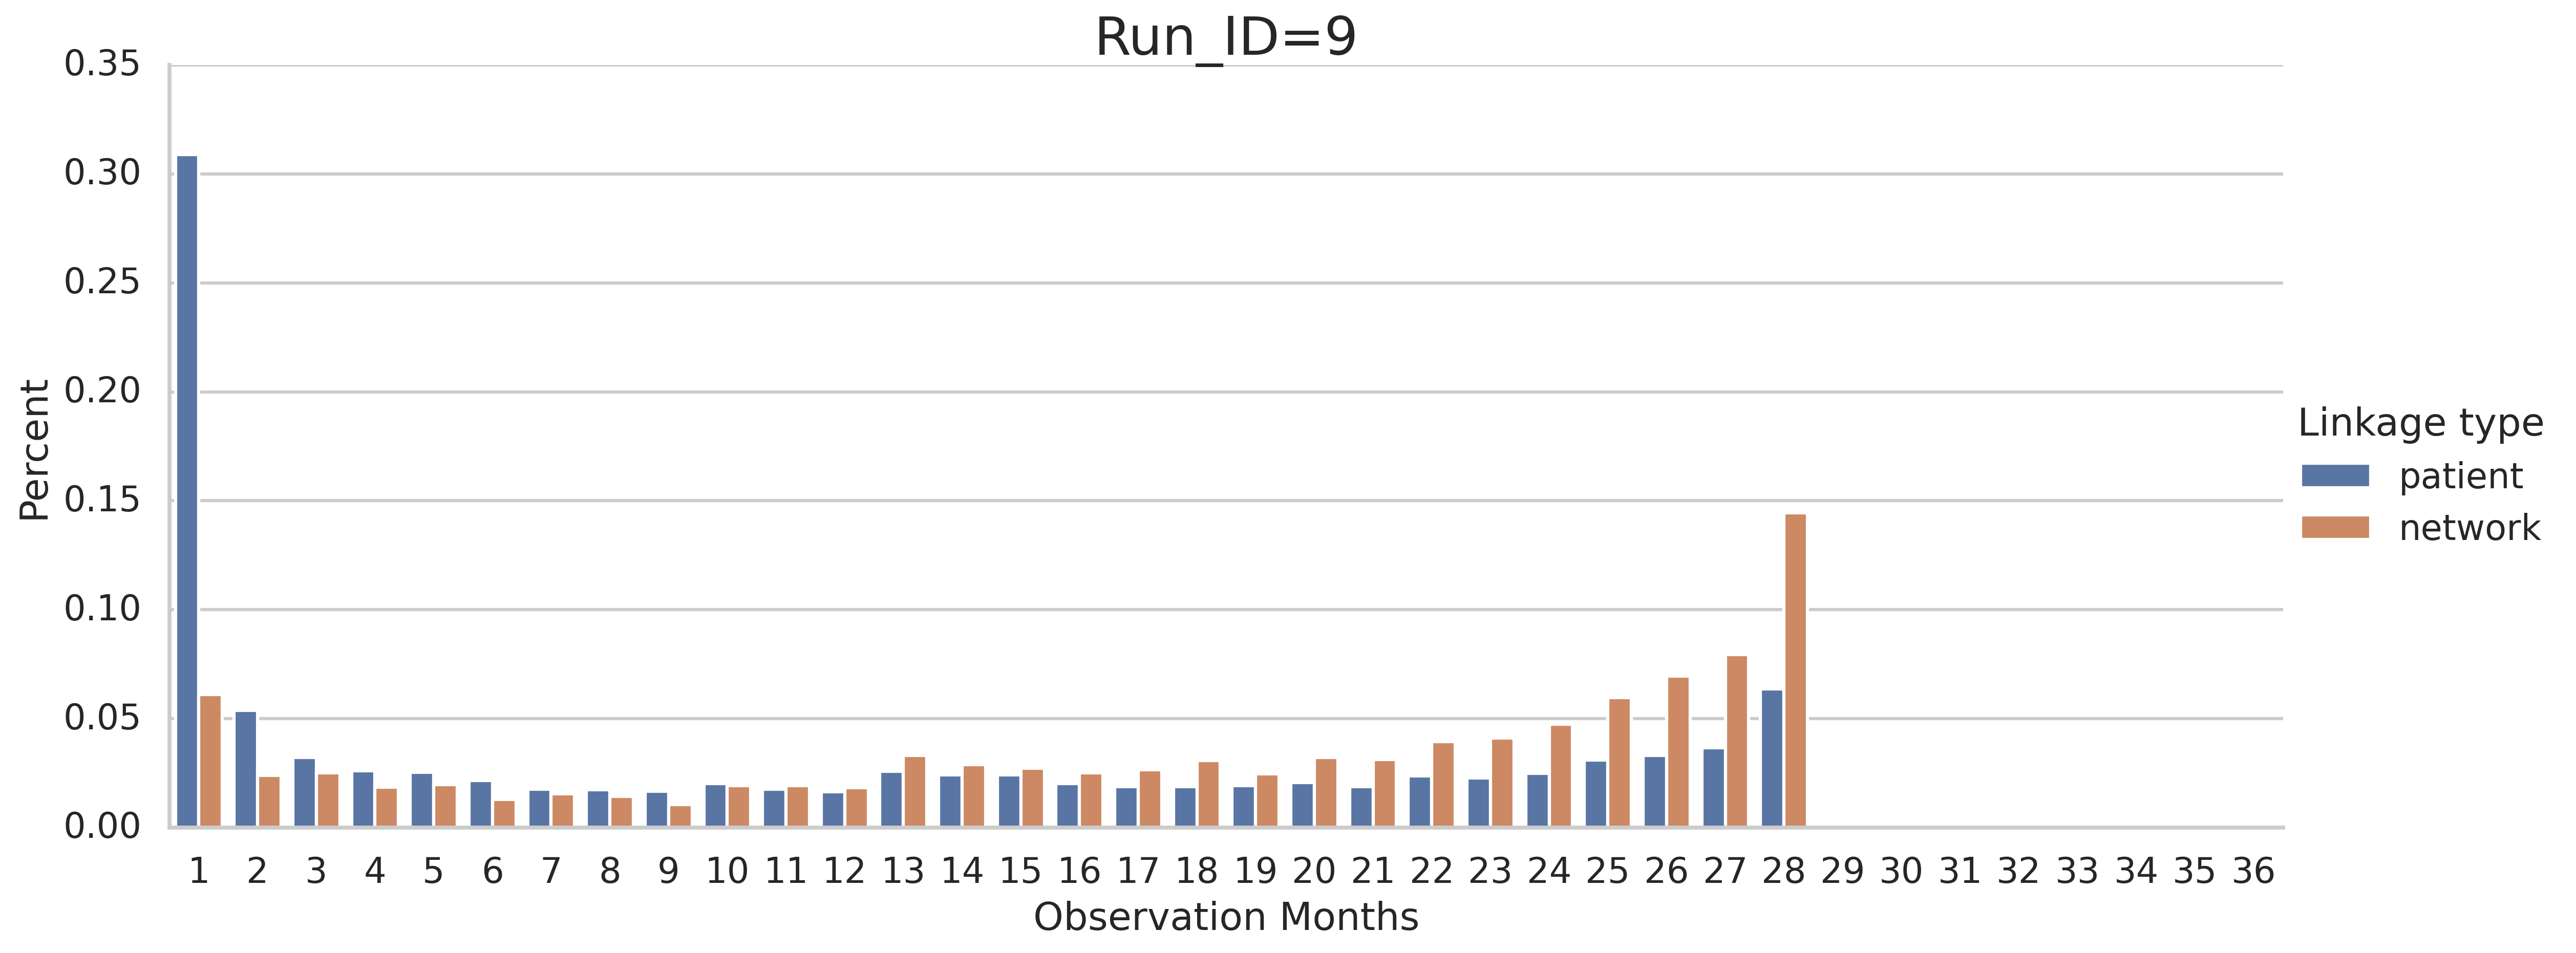 Run_ID=9
0.35
0.30
0.25
0.20
0.15
0.10
0.05
0.00
Percent
1 2 3 4 5 6 7 8 9 10 11 12 13 14 15 16 17 18 19 20 21 22 23 24 25 26 27 28 29 30 31 32 33 34 35 36
Observation Months
Linkage type
patient
network